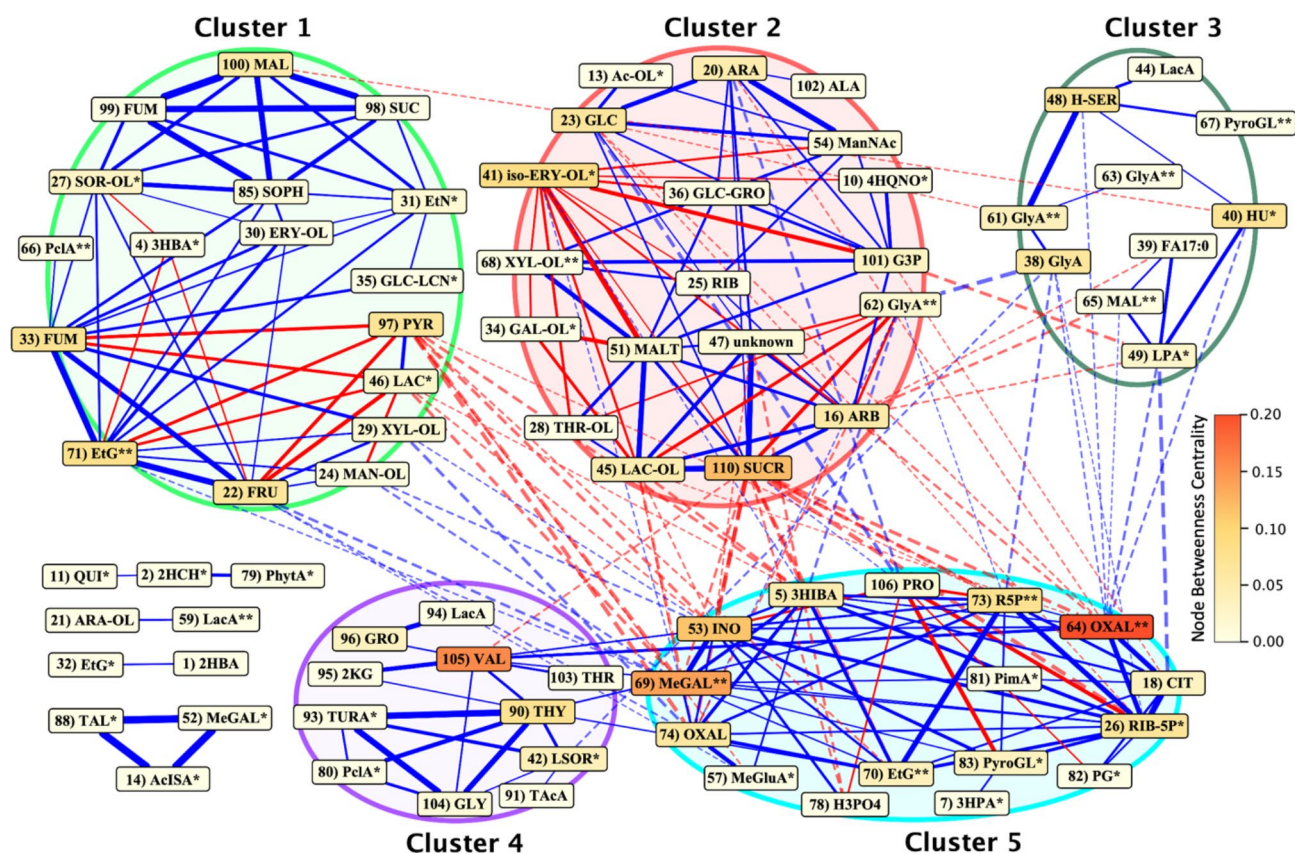 Cluster 1
Cluster 2
Cluster 3
100) MAL
99) FUM
98) SUC
27) SOR-OL*
85) SOPH
31) EtN*
66) PclA**
4) 3HBA*
30) ERY-OL
35) GLC-LCN*
33) FUM
97) PYR
46) LAC*
29) XYL-OL
71) EtG**
24) MAN-OL
22) FRU
13) Ac-OL*
20) ARA
102) ALA
23) GLC
54) ManNAc
41) iso-ERY-OL*
36) GLC-GRO
10) 4HQNO*
68) XYL-OL**
101) G3P
25) RIB
62) GlyA**
34) GAL-OL*
51) MALT
47) unknown
28) THR-OL
16) ARB
45) LAC-OL
110) SUCR
44) LacA
48) H-SER
67) PyroGL**
63) GlyA**
61) GlyA**
40) HU*
39) FA17:0
38) GlyA
65) MAL**
49) LPA*
Node Betweenness Centrality
0.20
0.15
0.10
0.05
0.00
11) QUI*
2) 2HCH*
79) PhytA*
21) ARA-OL
59) LacA**
32) EtG*
1) 2HBA
88) TAL*
52) MeGAL*
14) AcISA*
94) LacA
96) GRO
105) VAL
95) 2KG
103) THR
93) TURA*
90) THY
80) PclA*
42) LSOR*
104) GLY
91) TAcA
5) 3HIBA
106) PRO
73) R5P**
53) INO
64) OXAL**
69) MeGAL**
81) PimA*
18) CIT
74) OXAL
26) RIB-5P*
57) MeGluA*
70) EtG**
83) PyroGL*
82) PG*
78) H3PO4
7) 3HPA*
Cluster 4
Cluster 5